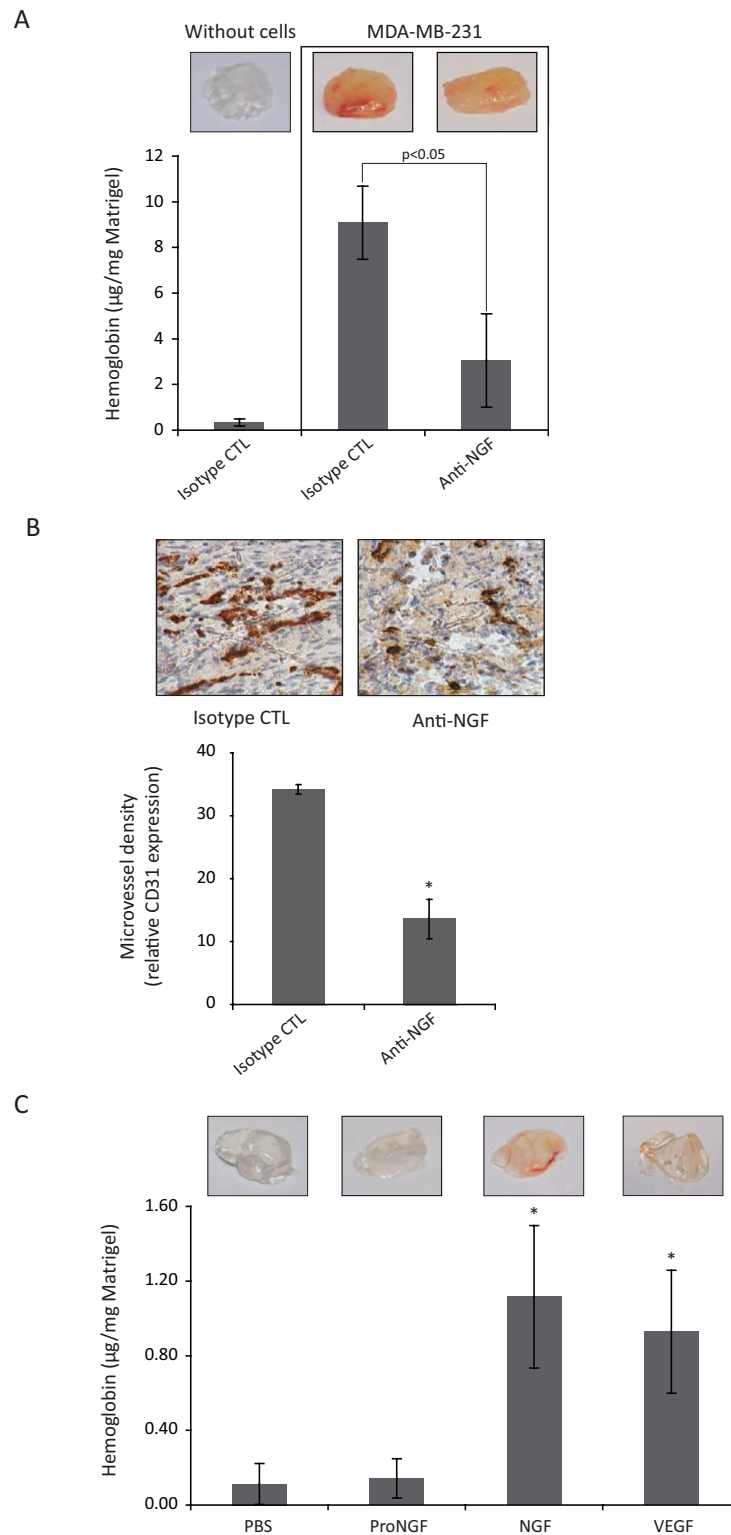 A
Without cells
MDA-MB-231
Hemoglobin (µg/mg Matrigel)
12
10
8
6
4
2
0
p<0.05
Isotype CTL
Isotype CTL
Anti-NGF
B
Isotype CTL
Anti-NGF
Microvessel density
(relative CD31 expression)
40
30
20
10
0
*
Isotype CTL
Anti-NGF
C
Hemoglobin (µg/mg Matrigel)
1.60
1.20
0.80
0.40
0.00
*
*
PBS
ProNGF
NGF
VEGF